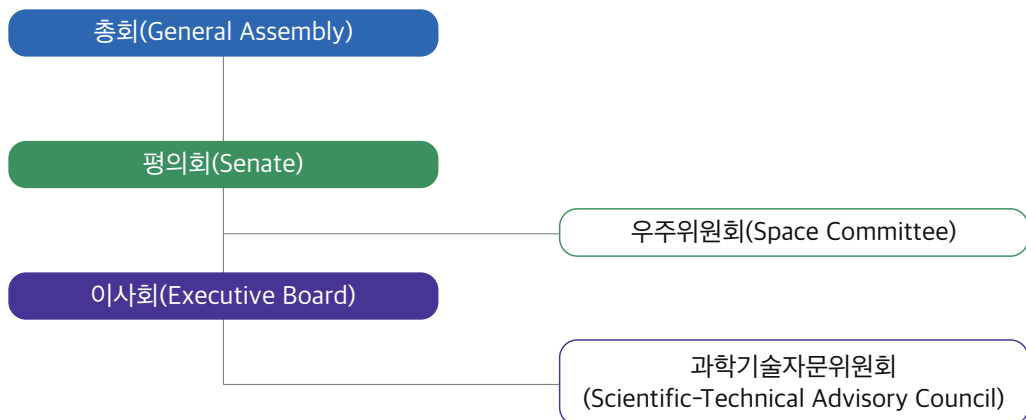 총회(General Assembly)
평의회(Senate)
우주위원회(Space Committee)
이사회(Executive Board)
과학기술자문위원회
(Scientific-Technical Advisory Council)